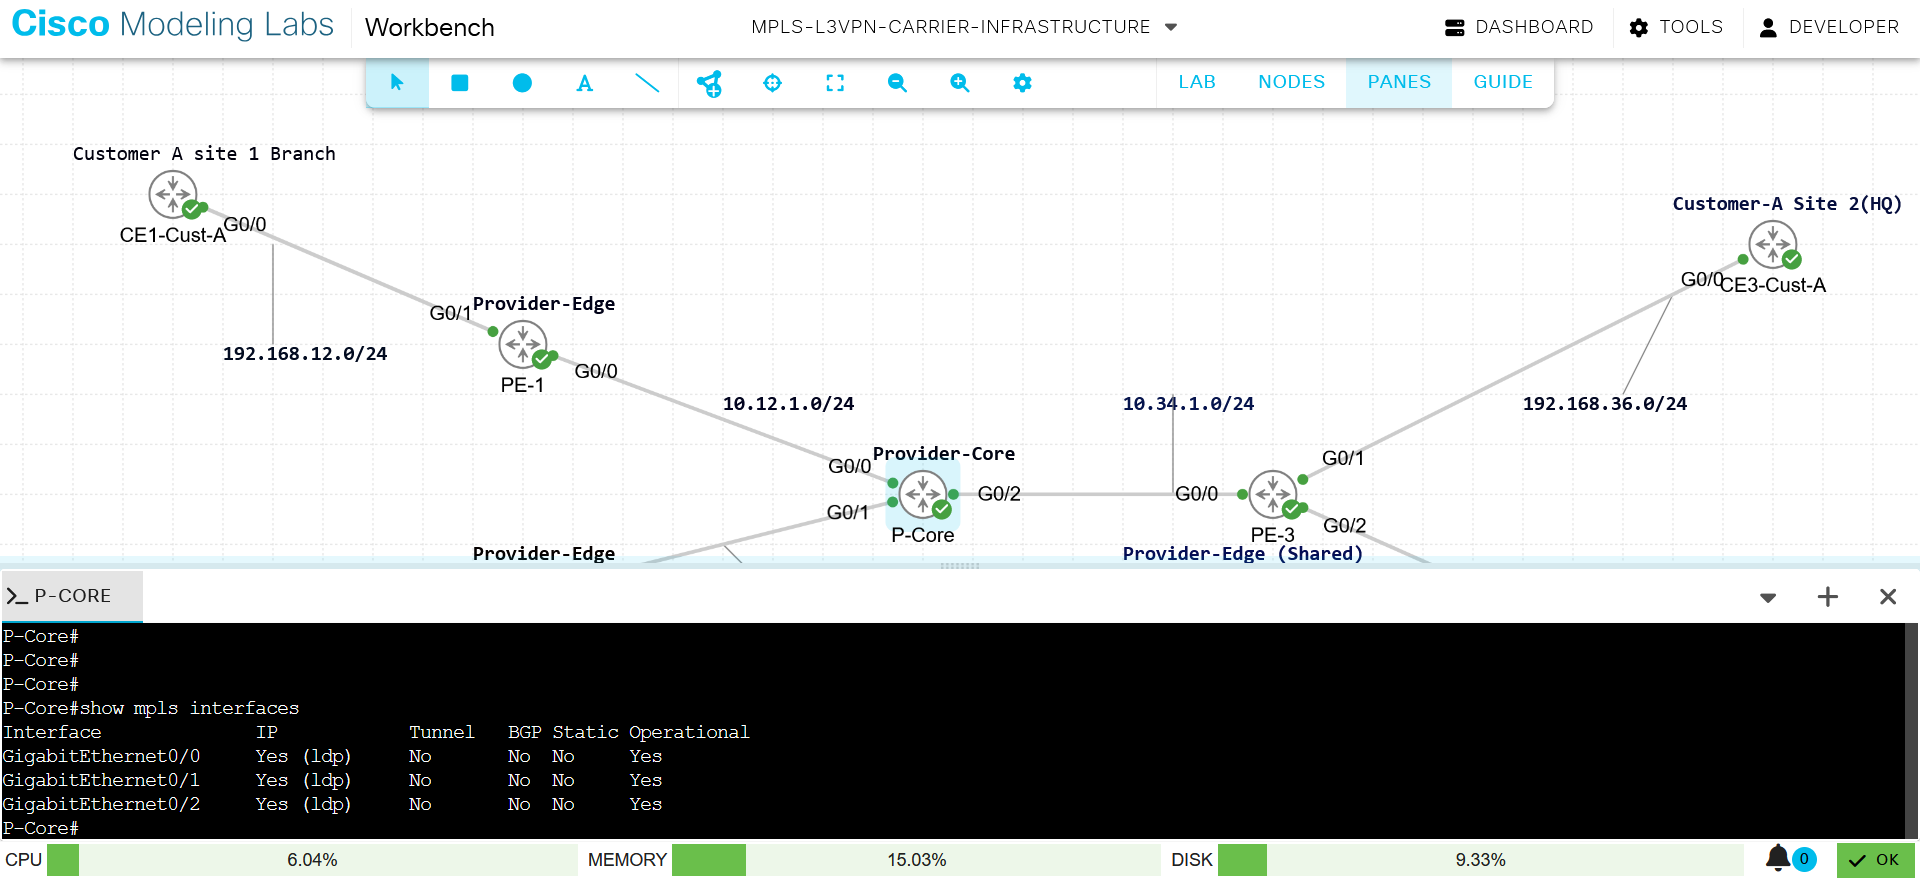 Cisco Modeling Labs Workbench MPLS-L3VPN-CARRIER-INFRASTRUCTURE DASHBOARD TOOLS DEVELOPER
A LAB NODES PANES GUIDE
Customer A site 1 Branch
G0/0
CE1-Cust-A
Customer-A Site 2(HQ)
G0/0
CE3-Cust-A
Provider-Edge
G0/1
192.168.12.0/24
G0/0
PE-1
10.12.1.0/24
10.34.1.0/24
192.168.36.0/24
Provider-Core
G0/0
G0/1
G0/2
P-Core
G0/0
G0/1
G0/2
PE-3
Provider-Edge
Provider-Edge (Shared)
P-CORE
P-Core#
P-Core#
P-Core#
P-Core#show mpls interfaces
Interface IP Tunnel BGP Static Operational
GigabitEthernet0/0 Yes (ldp) No No No Yes
GigabitEthernet0/1 Yes (ldp) No No No Yes
GigabitEthernet0/2 Yes (ldp) No No No Yes
P-Core#
CPU 6.04% MEMORY 15.03% DISK 9.33% 0 OK